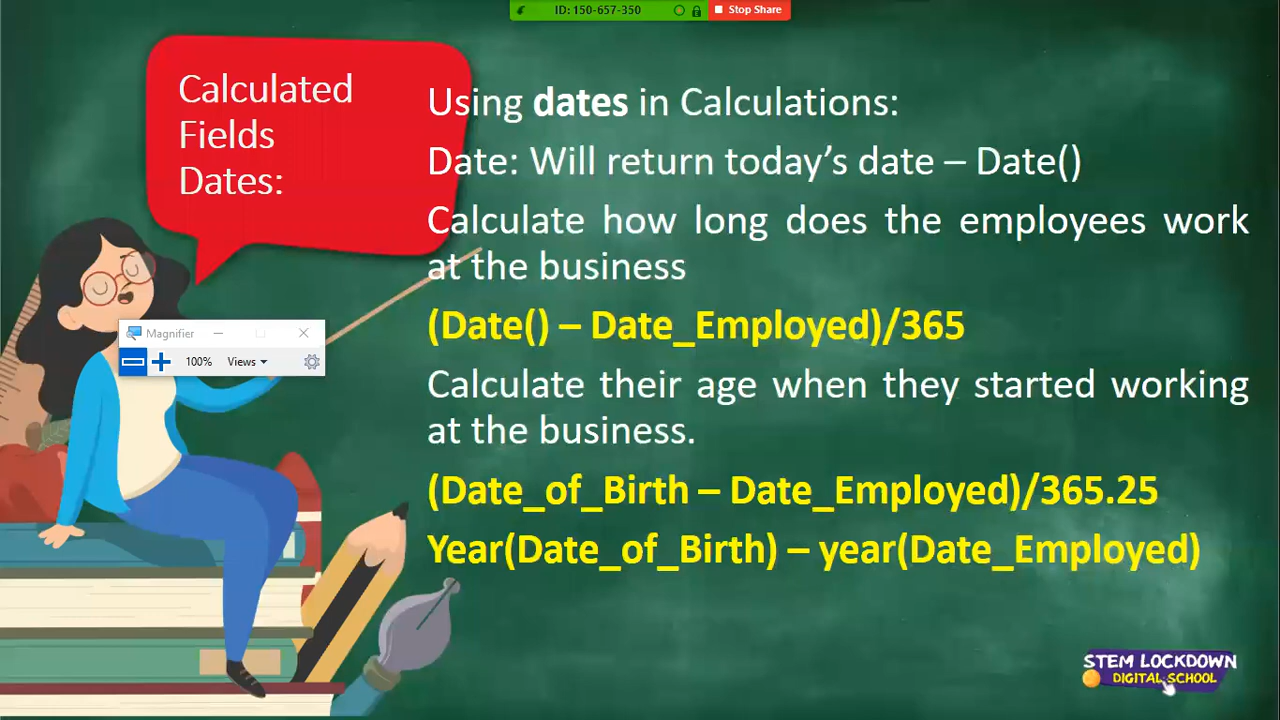 ID: 150-657-350
Stop Share
Calculated
Fields
Dates:
Using dates in Calculations:
Date: Will return today’s date – Date()
Calculate how long does the employees work
at the business
(Date() – Date_Employed)/365
Magnifier
100%
Views
Calculate their age when they started working
at the business.
(Date_of_Birth – Date_Employed)/365.25
Year(Date_of_Birth) – year(Date_Employed)
STEM LOCKDOWN
DIGITAL SCHOOL